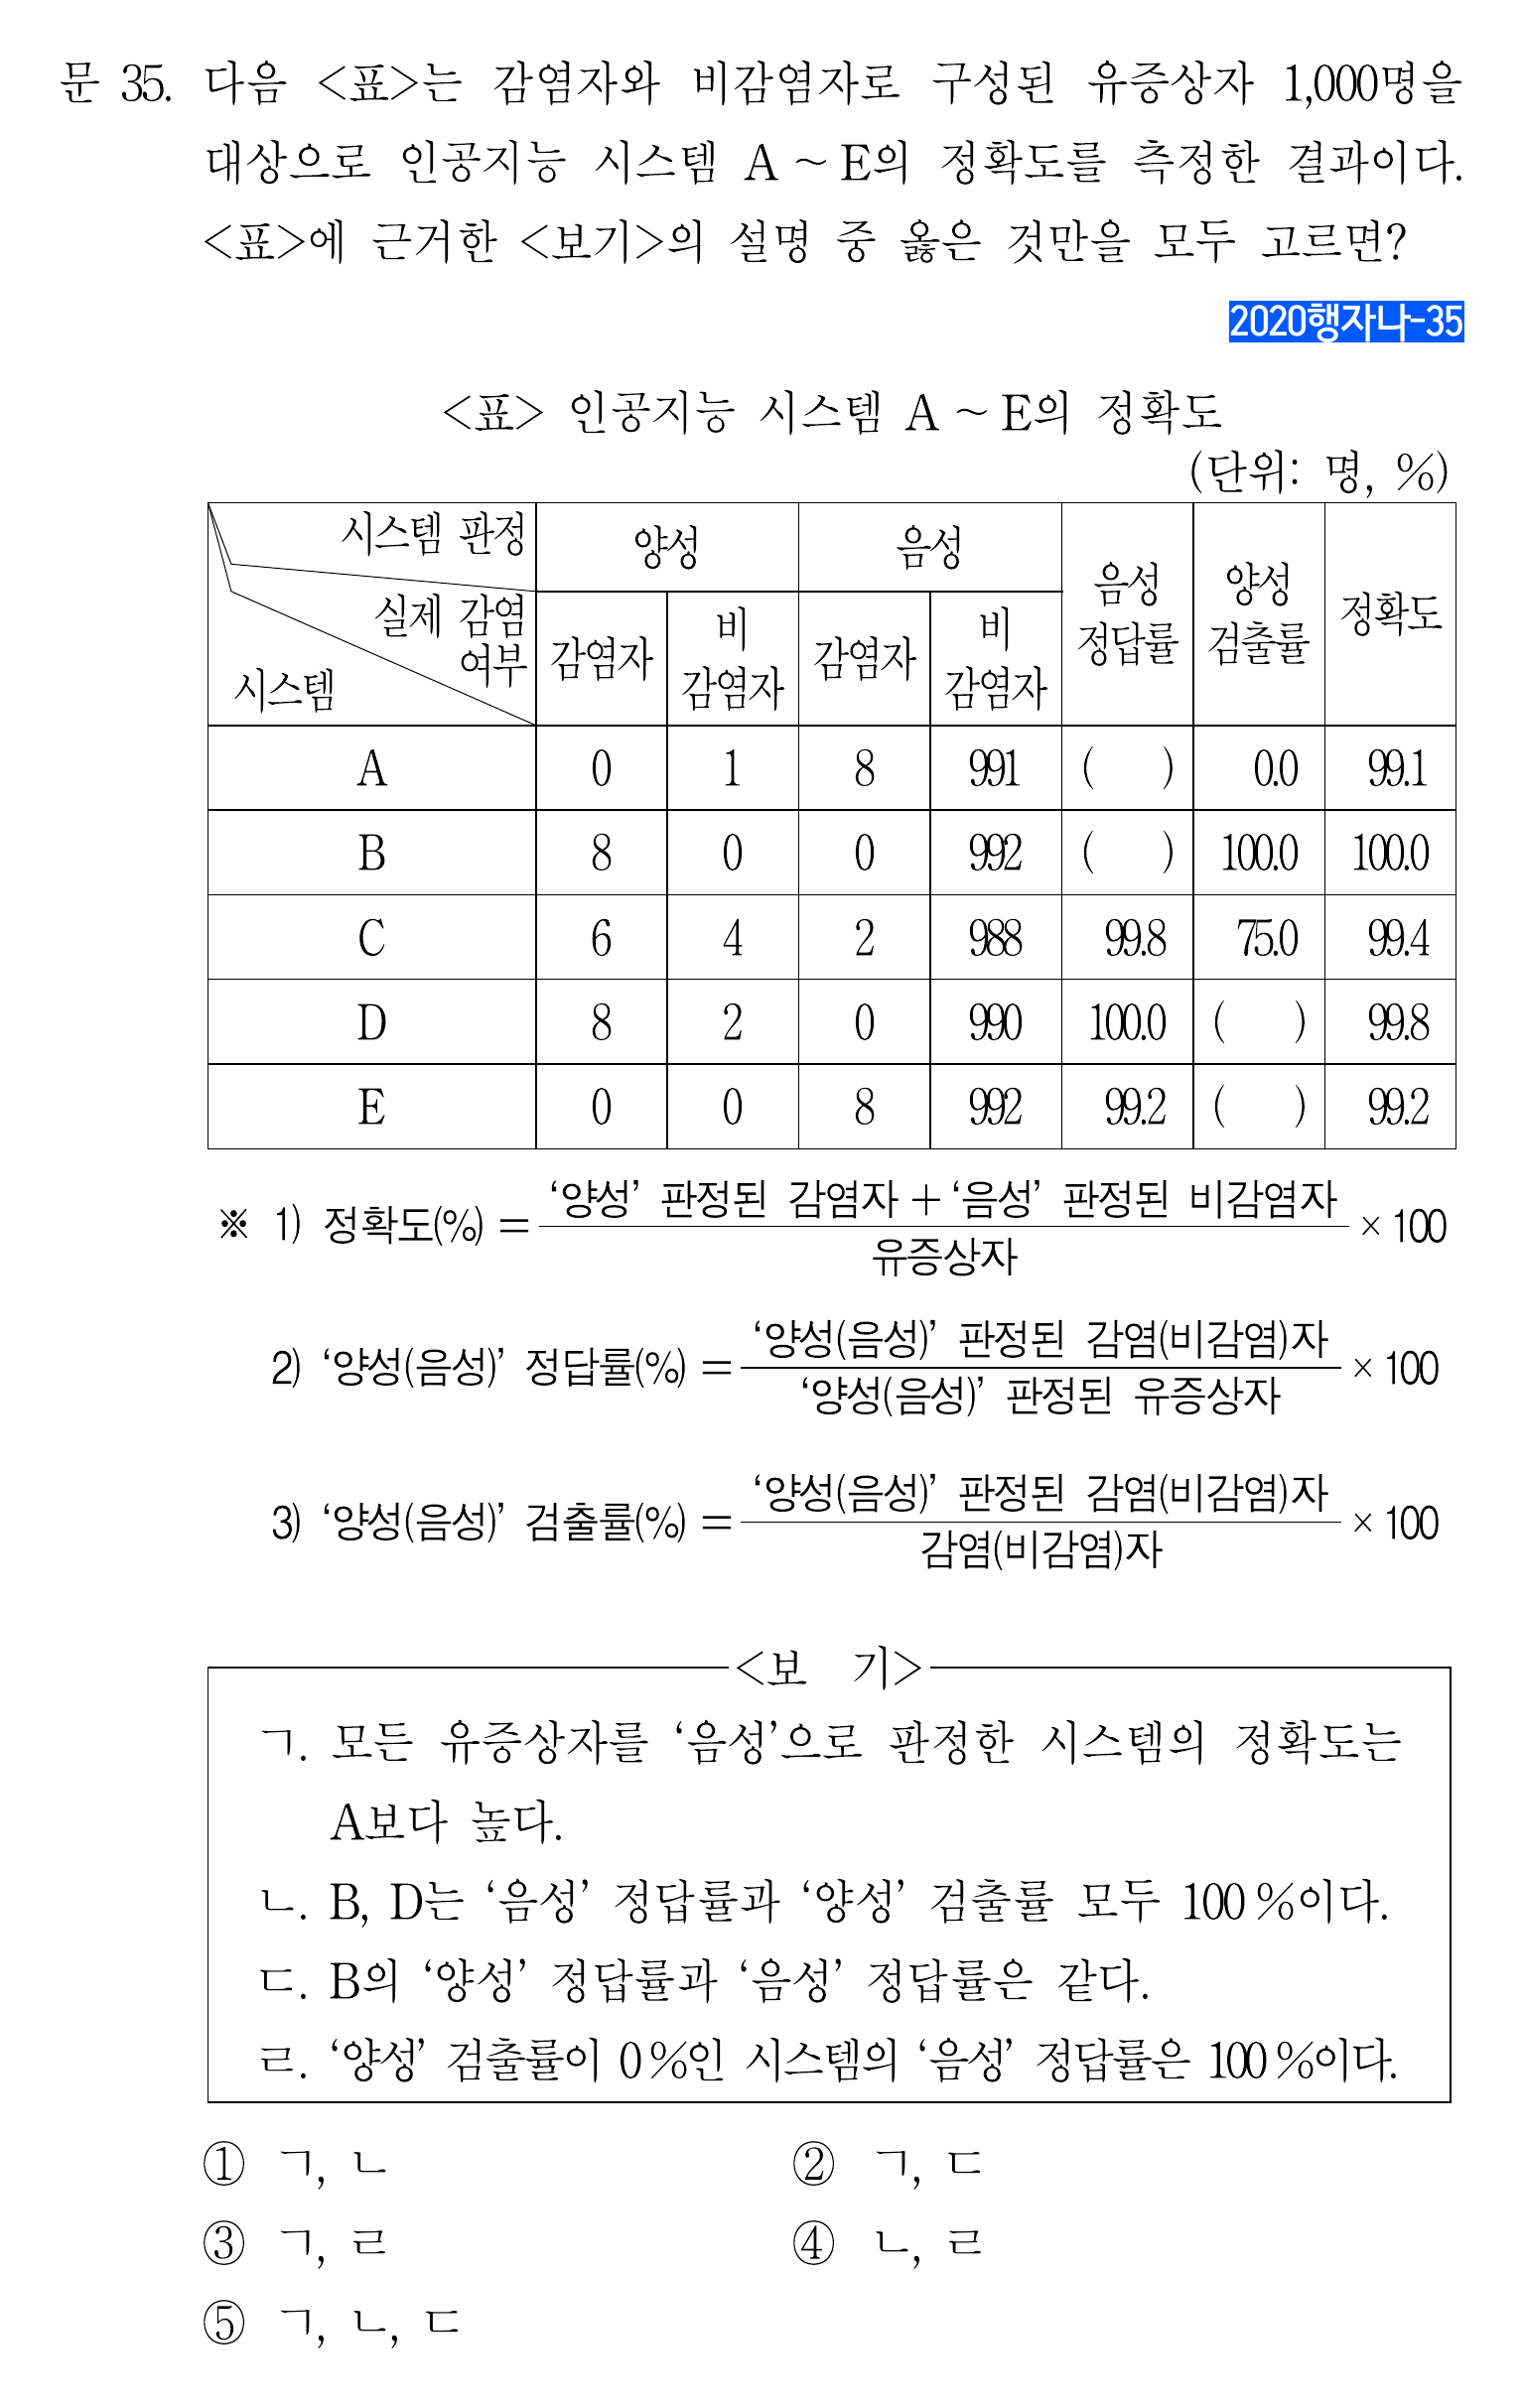 문 35. 다음 <표>는 감염자와 비감염자로 구성된 유증상자 1,000명을
대상으로 인공지능 시스템 A ~ E의 정확도를 측정한 결과이다.
<표>에 근거한 <보기>의 설명 중 옳은 것만을 모두 고르면?
2020행자나-35
<표> 인공지능 시스템 A ~ E의 정확도
(단위: 명, %)
시스템 판정
실제 감염
여부
시스템
양성
음성
음성
정답률
양성
검출률
정확도
감염자
비
감염자
감염자
비
감염자
A 0 1 8 991 ( ) 0.0 99.1
B 8 0 0 992 ( ) 100.0 100.0
C 6 4 2 988 99.8 75.0 99.4
D 8 2 0 990 100.0 ( ) 99.8
E 0 0 8 992 99.2 ( ) 99.2
※ 1) 정확도(%) = ‘양성’ 판정된 감염자 + ‘음성’ 판정된 비감염자 × 100
유증상자
2) ‘양성(음성)’ 정답률(%) = ‘양성(음성)’ 판정된 감염(비감염)자 × 100
‘양성(음성)’ 판정된 유증상자
3) ‘양성(음성)’ 검출률(%) = ‘양성(음성)’ 판정된 감염(비감염)자 × 100
감염(비감염)자
<보 기>
ㄱ. 모든 유증상자를 ‘음성’으로 판정한 시스템의 정확도는
A보다 높다.
ㄴ. B, D는 ‘음성’ 정답률과 ‘양성’ 검출률 모두 100 %이다.
ㄷ. B의 ‘양성’ 정답률과 ‘음성’ 정답률은 같다.
ㄹ. ‘양성’ 검출률이 0 %인 시스템의 ‘음성’ 정답률은 100 %이다.
① ㄱ, ㄴ ② ㄱ, ㄷ
③ ㄱ, ㄹ ④ ㄴ, ㄹ
⑤ ㄱ, ㄴ, ㄷ